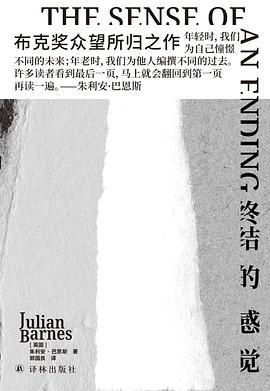 THE SENSE OF
AN ENDING
布克奖众望所归之作
年轻时，我们
为自己憧憬
不同的未来；年老时，我们为他人编撰不同的过去。
许多读者看到最后一页，马上就会翻回到第一页
再读一遍。——朱利安·巴恩斯
终结的感觉
Julian
Barnes
［英国］
朱利安·巴恩斯 著
郭国良 译
译林出版社